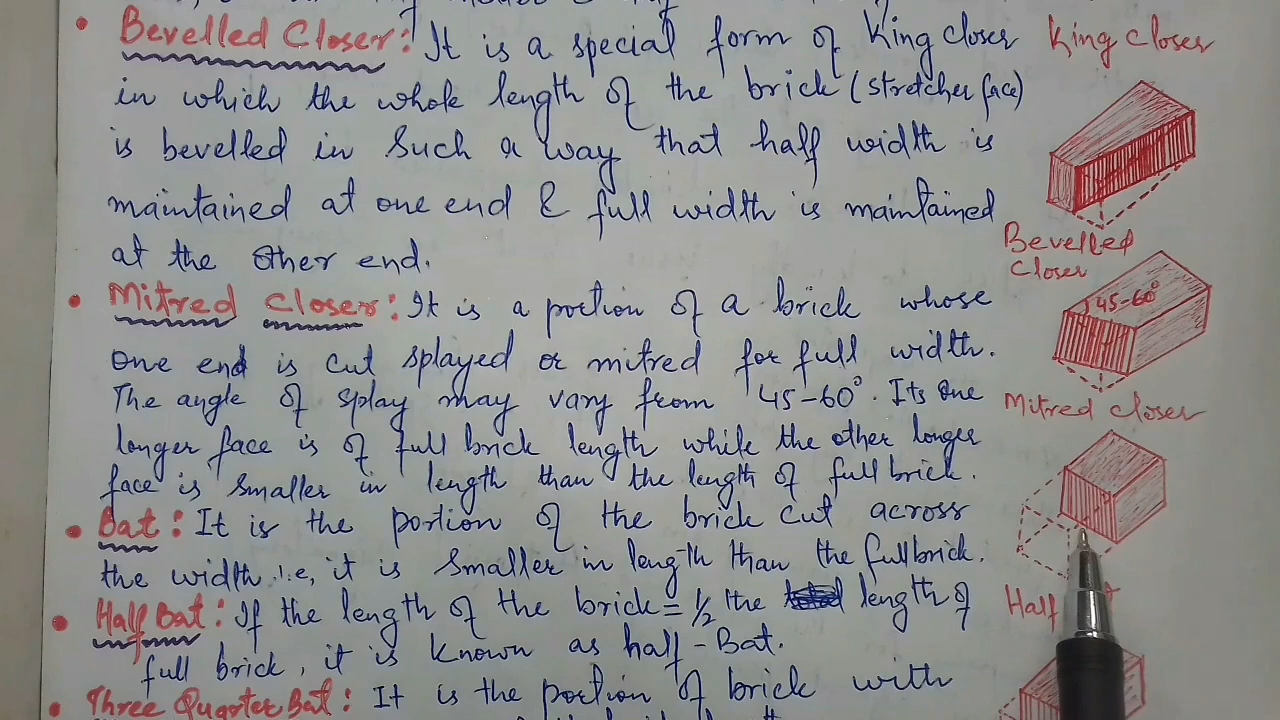 • Bevelled Closer: It is a special form of King closer
in which the whole length of the brick (stretcher face)
is bevelled in such a way that half width is
maintained at one end & full width is maintained
at the other end.
• Mitred Closer: It is a portion of a brick whose
one end is cut splayed or mitred for full width.
The angle of splay may vary from 45-60°. Its one
longer face is of full brick length while the other longer
face is smaller in length than the length of full brick.
• Bat: It is the portion of the brick cut across
the width i.e, it is smaller in length than the full brick.
• Half Bat: If the length of the brick = 1/2 the length of
full brick, it is known as half-Bat.
• Three Quarter Bat: It is the portion of brick with
King Closer
Bevelled
Closer
45-60°
Mitred closer
Half